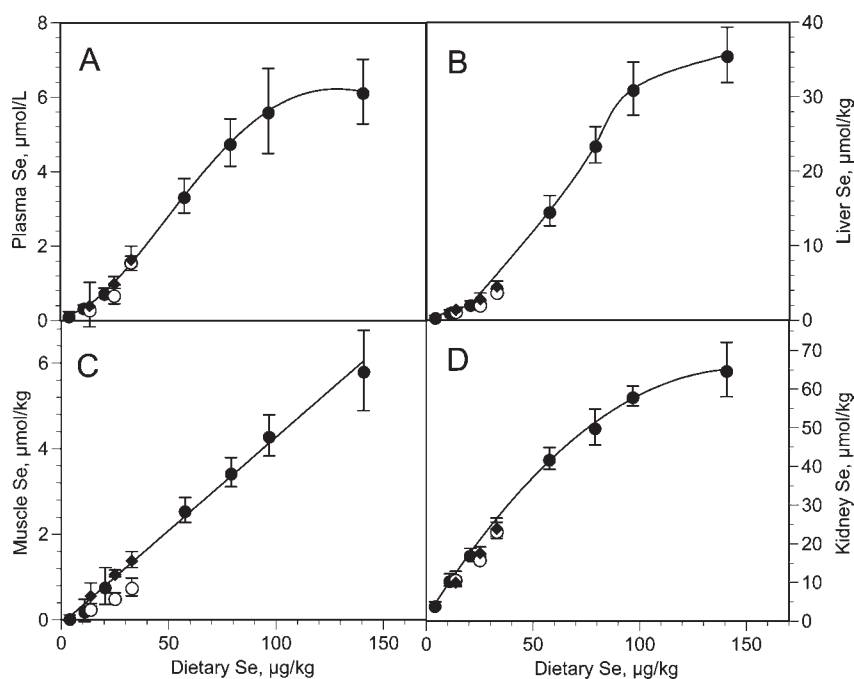 A
8
6
4
2
0
Plasma Se, µmol/L
B
40
30
20
10
0
Liver Se, µmol/kg
C
6
4
2
0
Muscle Se, µmol/kg
D
70
60
50
40
30
20
10
0
Kidney Se, µmol/kg
0 50 100 150
Dietary Se, µg/kg
0 50 100 150
Dietary Se, µg/kg